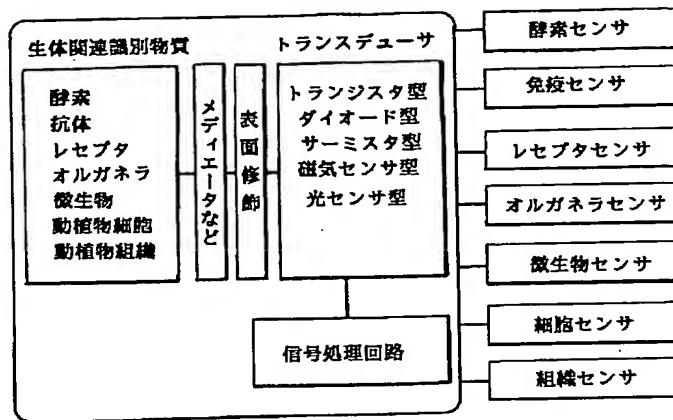 生体関連識別物質
酵素
抗体
レセプタ
オルガネラ
微生物
動植物細胞
動植物組織
メディエータなど
表面修飾
トランスデューサ
トランジスタ型
ダイオード型
サーミスタ型
磁気センサ型
光センサ型
信号処理回路
酵素センサ
免疫センサ
レセプタセンサ
オルガネラセンサ
微生物センサ
細胞センサ
組織センサ